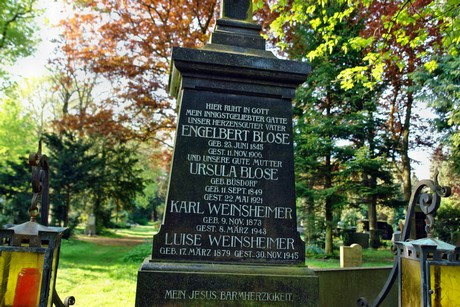 HIER RUHT IN GOTT
MEIN INNIGSTGELIEBTER GATTE
UNSER HERZENSGUTER VATER
ENGELBERT BLOSE
GEB. 23. JUNI 1845
GEST. 11. NOV. 1906.
UND UNSERE GUTE MUTTER
URSULA BLOSE
GEB. BUSDORF
GEB. 11 SEPT. 1849
GEST. 22 MAI 1921
KARL WEINSHEIMER
GEB. 9. NOV. 1873
GEST. 8. MÄRZ 1943
LUISE WEINSHEIMER
GEB. 17. MÄRZ 1879 GEST. 30. NOV. 1945
MEIN JESUS BARMHERZIGKEIT